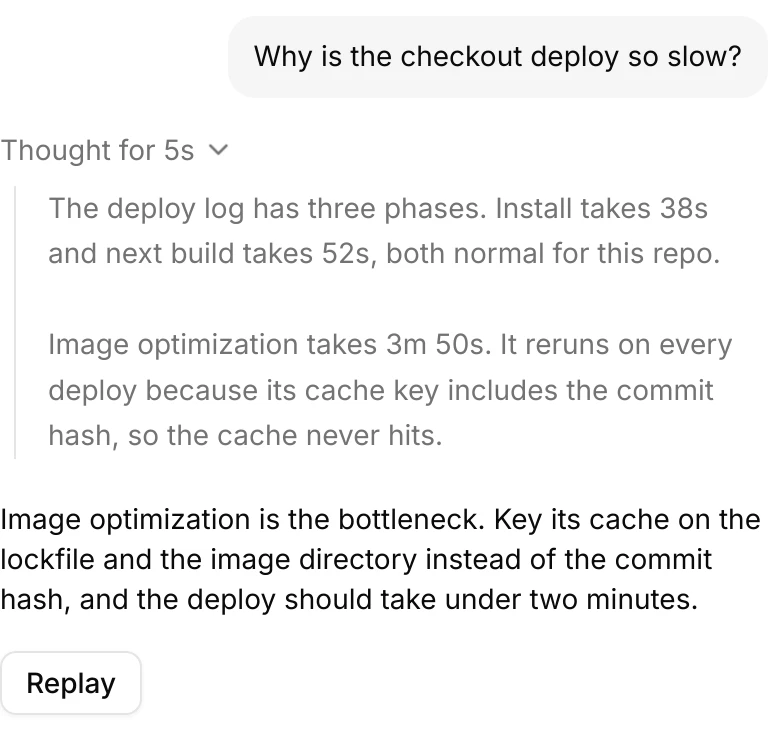 Why is the checkout deploy so slow?
Thought for 5s
The deploy log has three phases. Install takes 38s
and next build takes 52s, both normal for this repo.
Image optimization takes 3m 50s. It reruns on every
deploy because its cache key includes the commit
hash, so the cache never hits.
Image optimization is the bottleneck. Key its cache on the
lockfile and the image directory instead of the commit
hash, and the deploy should take under two minutes.
Replay